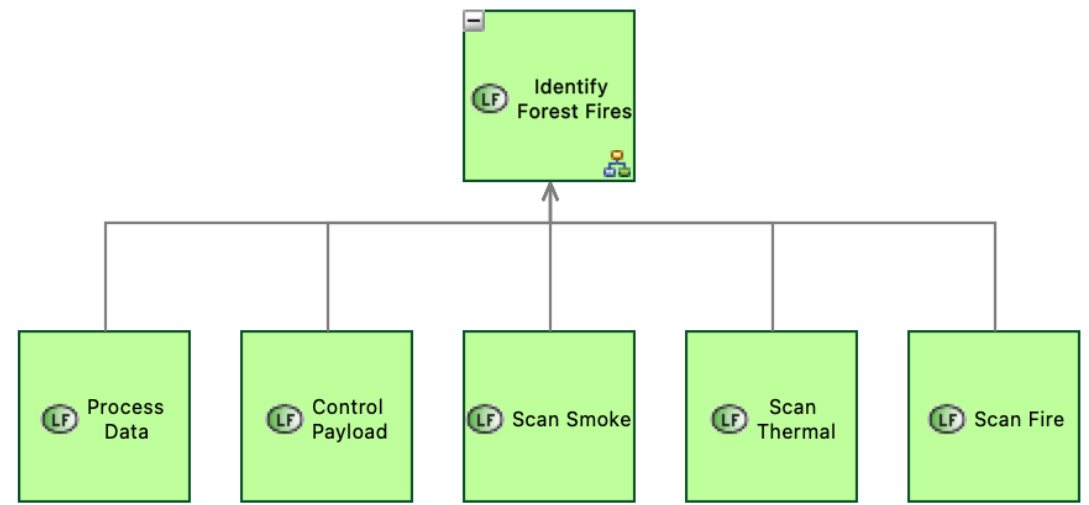 LF
Identify
Forest Fires
LF
Process
Data
LF
Control
Payload
LF
Scan Smoke
LF
Scan
Thermal
LF
Scan Fire